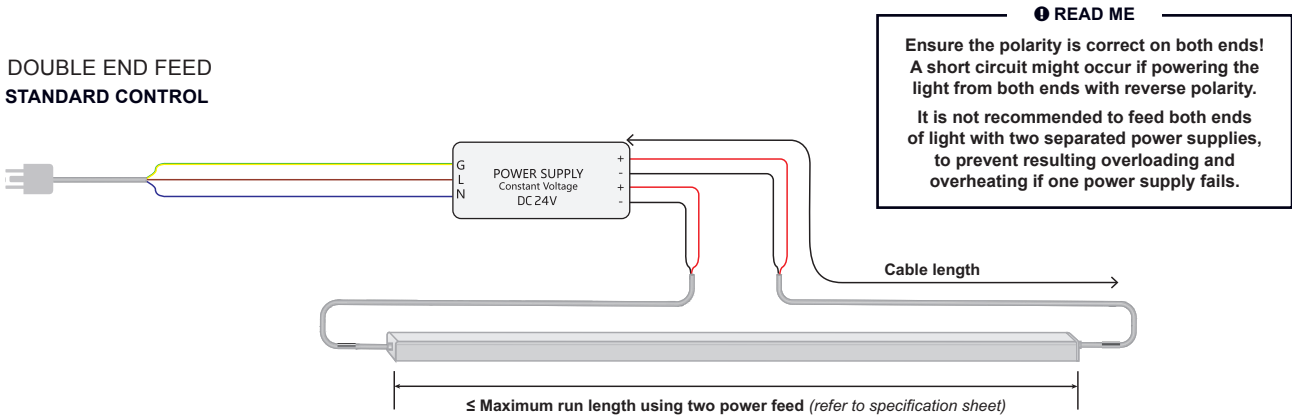 READ ME
Ensure the polarity is correct on both ends!
A short circuit might occur if powering the
light from both ends with reverse polarity.
It is not recommended to feed both ends
of light with two separated power supplies,
to prevent resulting overloading and
overheating if one power supply fails.
DOUBLE END FEED
STANDARD CONTROL
G
L
N
POWER SUPPLY
Constant Voltage
DC 24V
+
-
+
-
Cable length
≤ Maximum run length using two power feed (refer to specification sheet)